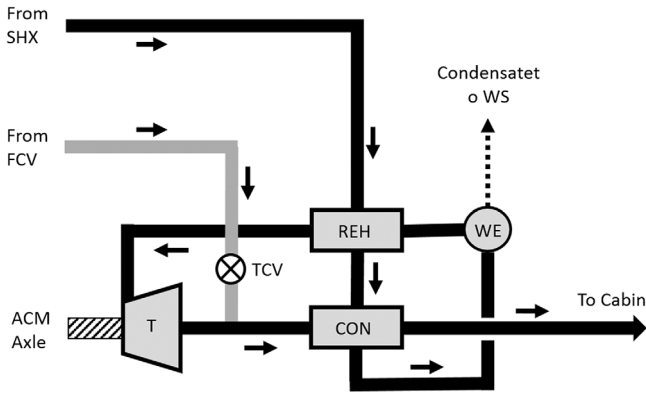 From
SHX
Condensatet
o WS
From
FCV
REH
WE
TCV
To Cabin
ACM
Axle
T
CON